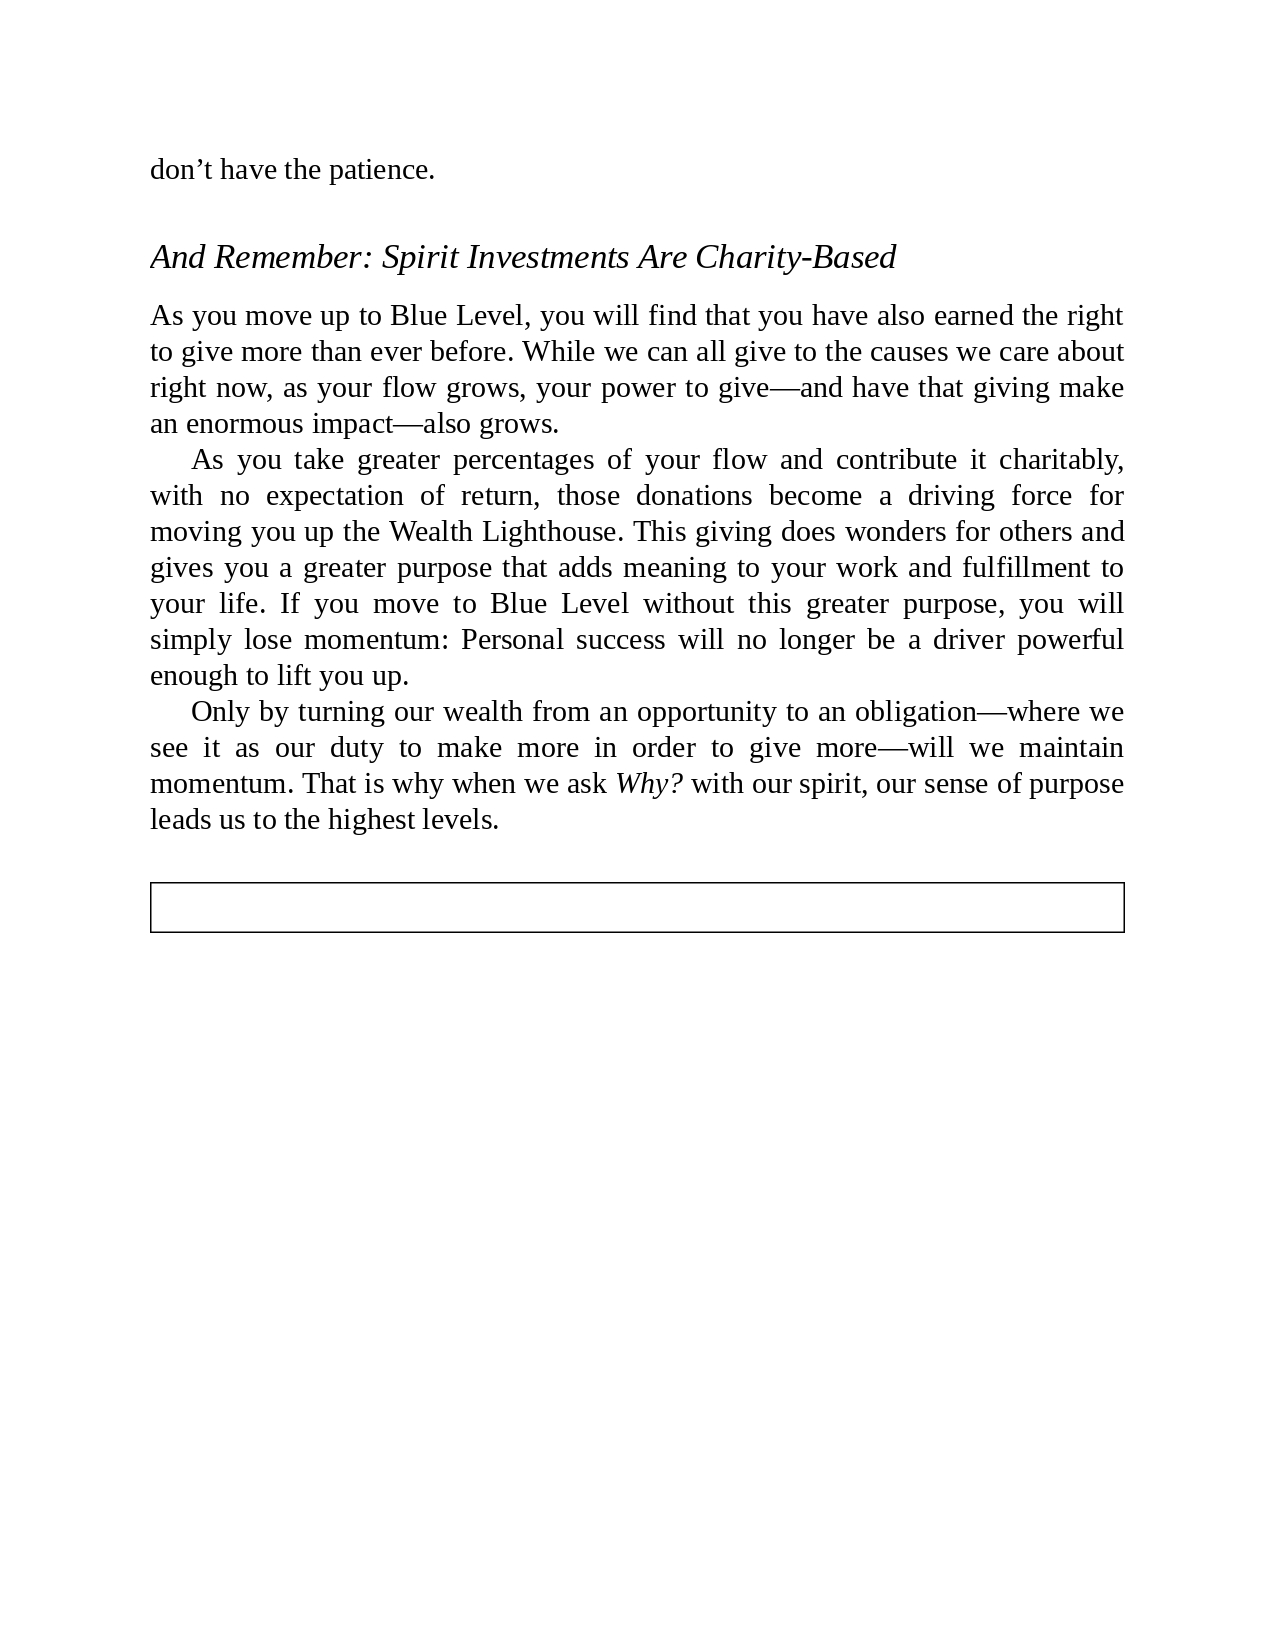 don’t have the patience.
And Remember: Spirit Investments Are Charity-Based
As you move up to Blue Level, you will find that you have also earned the right
to give more than ever before. While we can all give to the causes we care about
right now, as your flow grows, your power to give—and have that giving make
an enormous impact—also grows.
As you take greater percentages of your flow and contribute it charitably,
with no expectation of return, those donations become a driving force for
moving you up the Wealth Lighthouse. This giving does wonders for others and
gives you a greater purpose that adds meaning to your work and fulfillment to
your life. If you move to Blue Level without this greater purpose, you will
simply lose momentum: Personal success will no longer be a driver powerful
enough to lift you up.
Only by turning our wealth from an opportunity to an obligation—where we
see it as our duty to make more in order to give more—will we maintain
momentum. That is why when we ask Why? with our spirit, our sense of purpose
leads us to the highest levels.